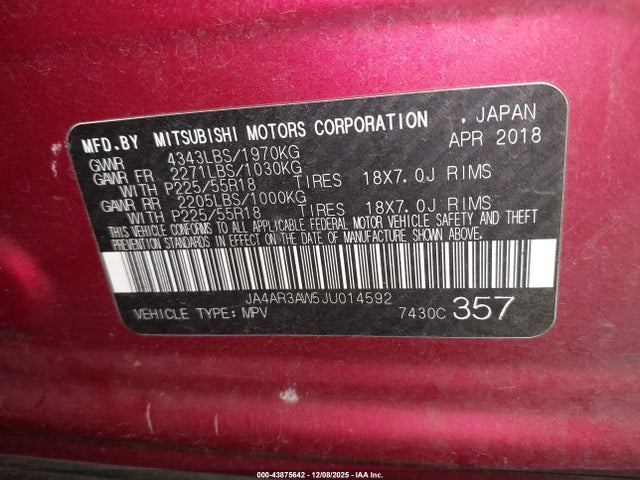 MFD.BY MITSUBISHI MOTORS CORPORATION , JAPAN
GVWR 4343LBS/1970KG APR 2018
GAWR FR 2271LBS/1030KG
WITH P225/55R18 TIRES 18X7.0J RIMS
GAWR RR 2205LBS/1000KG
WITH P225/55R18 TIRES 18X7.0J RIMS
THIS VEHICLE CONFORMS TO ALL APPLICABLE FEDERAL MOTOR VEHICLE SAFETY AND THEFT
PREVENTION STANDARDS IN EFFECT ON THE DATE OF MANUFACTURE SHOWN ABOVE.
JA4AR3AW5JU014592
VEHICLE TYPE: MPV 7430C 357
000-43875642 - 12/08/2025 - IAA Inc.